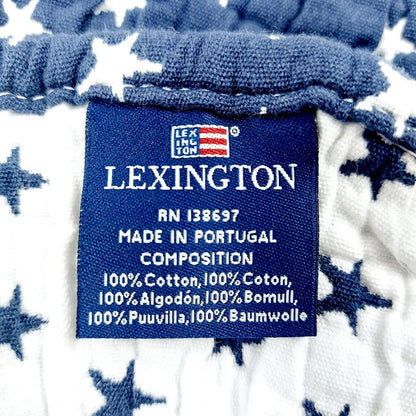 LEX
ING
TON
®
LEXINGTON
RN 138697
MADE IN PORTUGAL
COMPOSITION
100% Cotton, 100% Coton,
100% Algodón, 100% Bomull,
100% Puuvilla, 100% Baumwolle